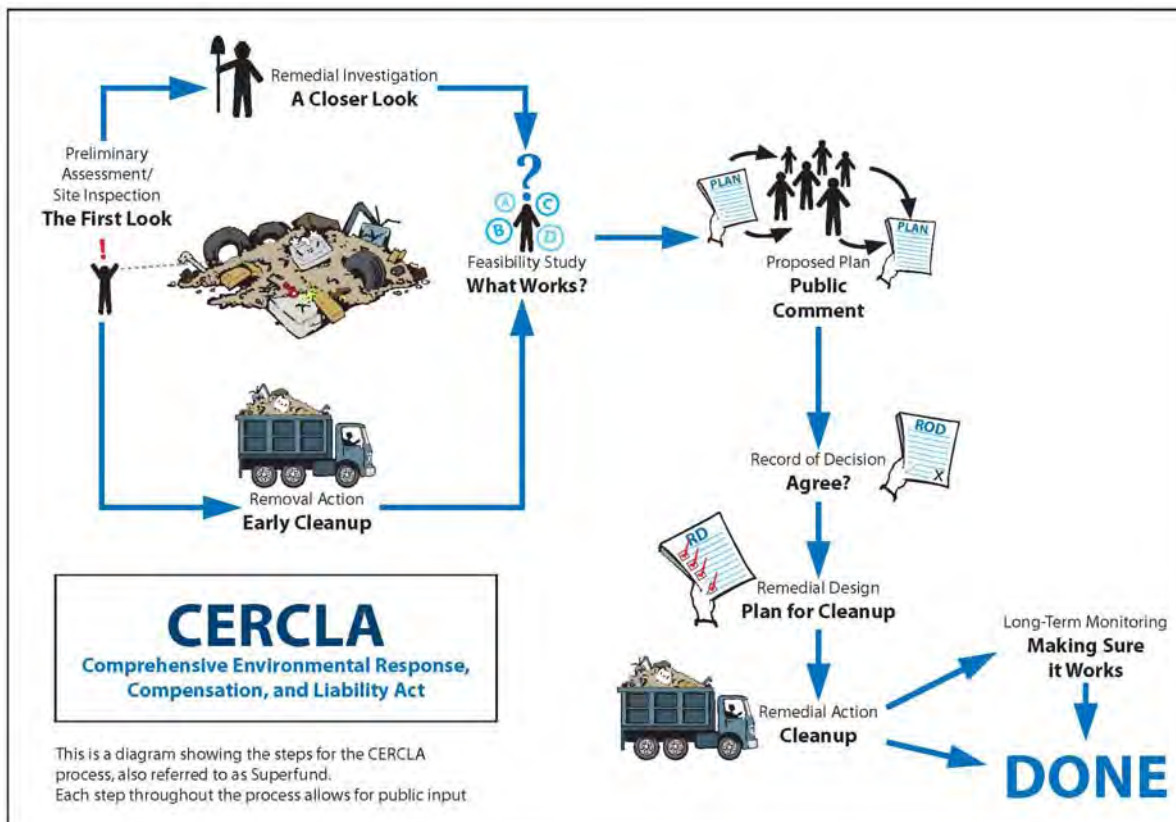 Remedial Investigation
A Closer Look
Preliminary
Assessment/
Site Inspection
The First Look
!
?
A
C
B
D
Feasibility Study
What Works?
PLAN
PLAN
Proposed Plan
Public
Comment
Removal Action
Early Cleanup
ROD
X
Record of Decision
Agree?
RD
Remedial Design
Plan for Cleanup
Remedial Action
Cleanup
Long-Term Monitoring
Making Sure
it Works
DONE
CERCLA
Comprehensive Environmental Response,
Compensation, and Liability Act
This is a diagram showing the steps for the CERCLA
process, also referred to as Superfund.
Each step throughout the process allows for public input